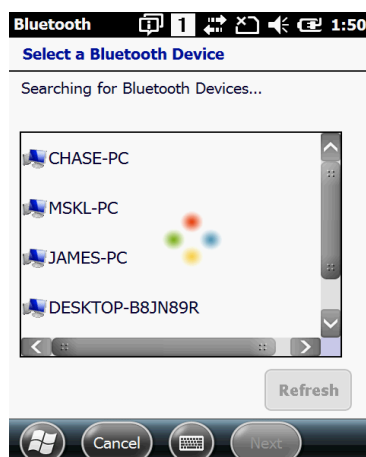 Bluetooth 1 1:50
Select a Bluetooth Device
Searching for Bluetooth Devices...
CHASE-PC
MSKL-PC
JAMES-PC
DESKTOP-B8JN89R
Refresh
Cancel Next